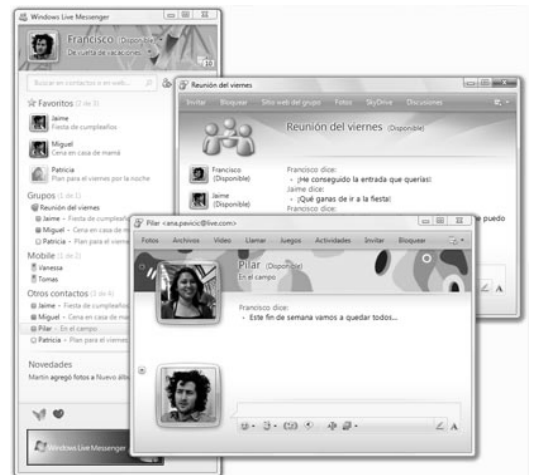 Windows Live Messenger
Francisco (Disponible)
De vuelta de vacaciones...
Buscar en contactos o en web...
Favoritos (2 de 3)
Jaime
Fiesta de cumpleaños
Miguel
Cena en casa de mamá
Patricia
Plan para el viernes por la noche
Grupos (1 de 1)
Reunión del viernes
Jaime - Fiesta de cumpleaños
Miguel - Cena en casa de
Patricia - Plan para el viernes
Mobile (1 de 2)
Vanessa
Tomas
Otros contactos (3 de 4)
Jaime - Fiesta de cumpleaños
Miguel - Cena en casa de
Pilar - En el campo
Patricia - Plan para el viernes
Novedades
Martin agregó fotos a Nuevo
Windows Live Messenger
Reunión del viernes
Invitar Bloquear Sitio web del grupo Fotos SkyDrive Discusiones
Reunión del viernes (Disponible)
Francisco
(Disponible)
Jaime
(Disponible)
Francisco dice:
¡He conseguido la entrada que querías!
Jaime dice:
¡Qué ganas de ir a la fiesta!
Francisco dice:
puedo
Pilar <ana.pavicic@live.com>
Fotos Archivos Video Llamar Juegos Actividades Invitar Bloquear
Pilar (Disponible)
En el campo
Francisco dice:
Este fin de semana vamos a quedar todos...
A
A